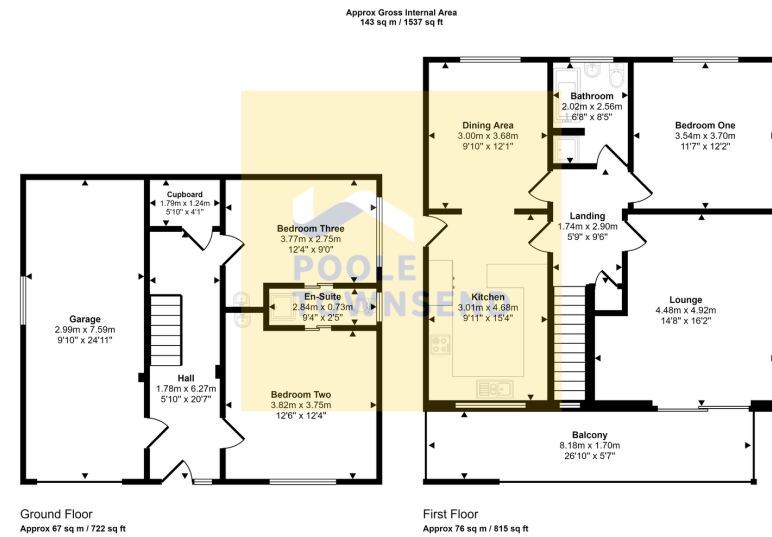 Approx Gross Internal Area
143 sq m / 1537 sq ft
Cupboard
1.79m x 1.24m
5'10" x 4'1"
Bedroom Three
3.77m x 2.75m
12'4" x 9'0"
En-Suite
2.84m x 0.73m
9'4" x 2'5"
Garage
2.99m x 7.59m
9'10" x 24'11"
Hall
1.78m x 6.27m
5'10" x 20'7"
Bedroom Two
3.82m x 3.75m
12'6" x 12'4"
Ground Floor
Approx 67 sq m / 722 sq ft
Dining Area
3.00m x 3.68m
9'10" x 12'1"
Bathroom
2.02m x 2.56m
6'8" x 8'5"
Bedroom One
3.54m x 3.70m
11'7" x 12'2"
Landing
1.74m x 2.90m
5'9" x 9'6"
Kitchen
3.01m x 4.68m
9'11" x 15'4"
Lounge
4.48m x 4.92m
14'8" x 16'2"
Balcony
8.18m x 1.70m
26'10" x 5'7"
First Floor
Approx 76 sq m / 815 sq ft
POOLE
TOWNSEND